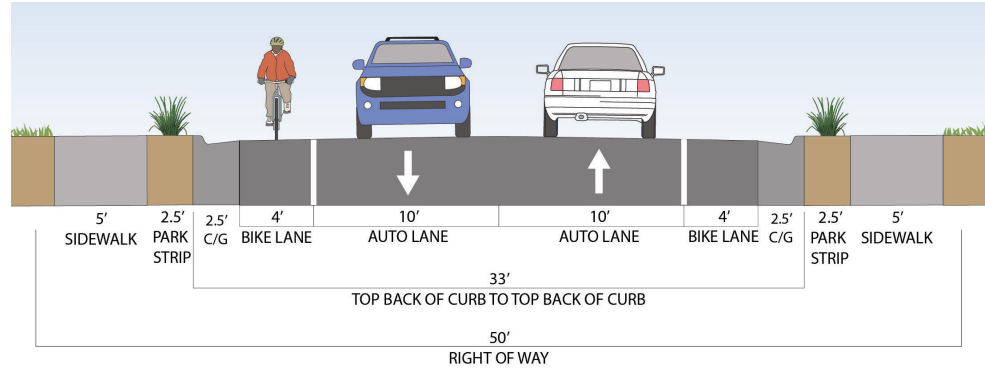 5’ 2.5’ 2.5’ 4’ 10’ 10’ 4’ 2.5’ 2.5’ 5’
SIDEWALK PARK C/G BIKE LANE AUTO LANE AUTO LANE BIKE LANE C/G PARK SIDEWALK
STRIP STRIP
33’
TOP BACK OF CURB TO TOP BACK OF CURB
50’
RIGHT OF WAY